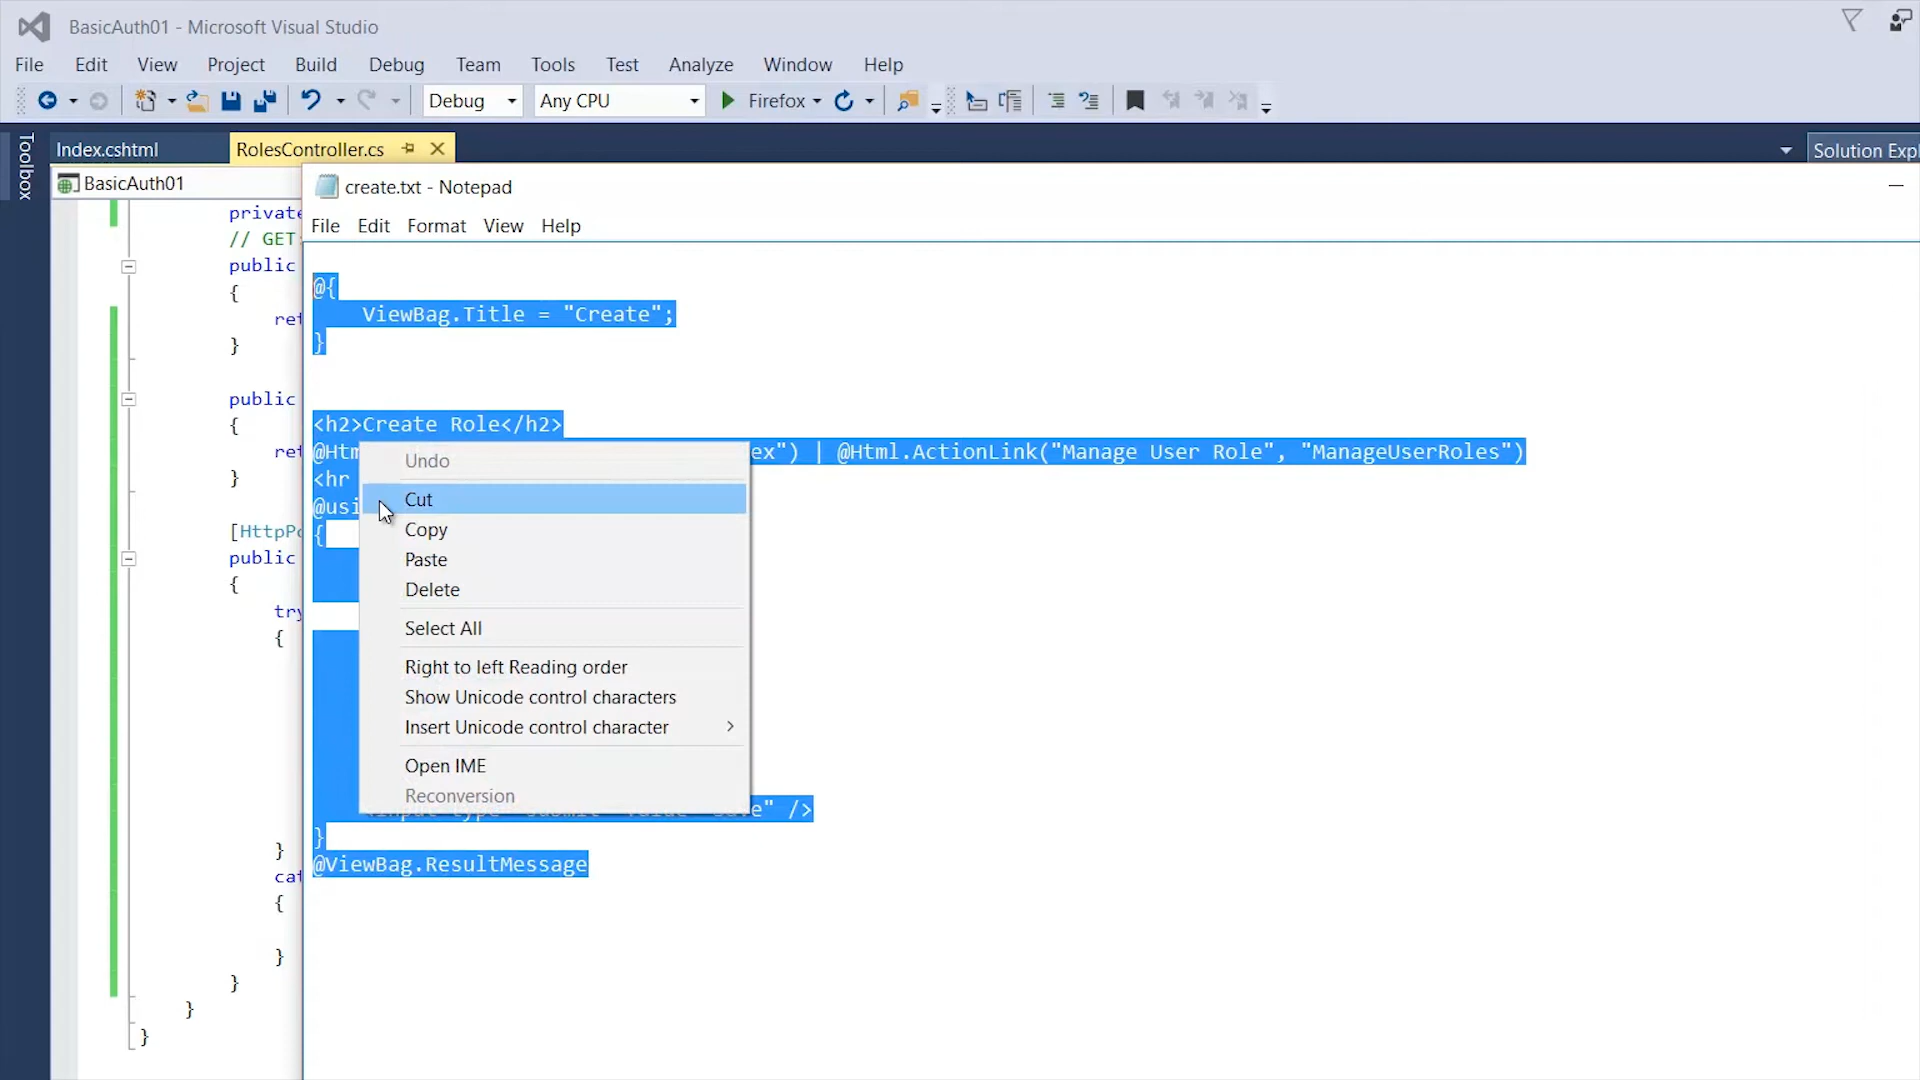 BasicAuth01 - Microsoft Visual Studio
File Edit View Project Build Debug Team Tools Test Analyze Window Help
Debug Any CPU Firefox
Toolbox
Index.cshtml RolesController.cs Solution Expl
BasicAuth01
create.txt - Notepad
File Edit Format View Help
private
// GET:
public
{
ret
}
public
{
ret
}
[HttpPo
public
{
try
{
}
cat
{
}
}
}
}
@{
ViewBag.Title = "Create";
}
<h2>Create Role</h2>
@Htm ex") | @Html.ActionLink("Manage User Role", "ManageUserRoles")
<hr
@usi
{
Undo
Cut
Copy
Paste
Delete
Select All
Right to left Reading order
Show Unicode control characters
Insert Unicode control character
Open IME
Reconversion
" />
}
@ViewBag.ResultMessage